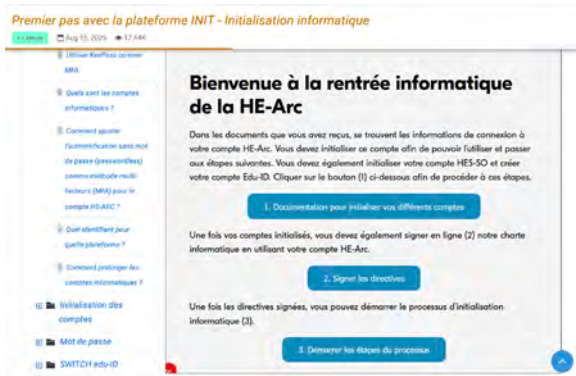 Premier pas avec la plateforme INIT - Initialisation informatique
Aug 13, 2025 17.44K
Utiliser KeePass comme
MFA
Quels sont les comptes
informatiques ?
Comment ajouter
l'authentification sans mot
de passe (passwordless)
comme méthode multi-
facteurs (MFA) pour le
compte HE-ARC ?
Quel identifiant pour
quelle plateforme ?
Comment prolonger les
comptes informatiques ?
Initialisation des
comptes
Mot de passe
SWITCH edu-ID
Bienvenue à la rentrée informatique
de la HE-Arc
Dans les documents que vous avez reçus, se trouvent les informations de connexion à
votre compte HE-Arc. Vous devez initialiser ce compte afin de pouvoir l'utiliser et passer
aux étapes suivantes. Vous devez également initialiser votre compte HES-SO et créer
votre compte Edu-ID. Cliquer sur le bouton (1) ci-dessous afin de procéder à ces étapes.
1. Documentation pour initialiser vos différents comptes
Une fois vos comptes initialisés, vous devez également signer en ligne (2) notre charte
informatique en utilisant votre compte HE-Arc.
2. Signer les directives
Une fois les directives signées, vous pouvez démarrer le processus d'initialisation
informatique (3).
3. Démarrer les étapes du processus